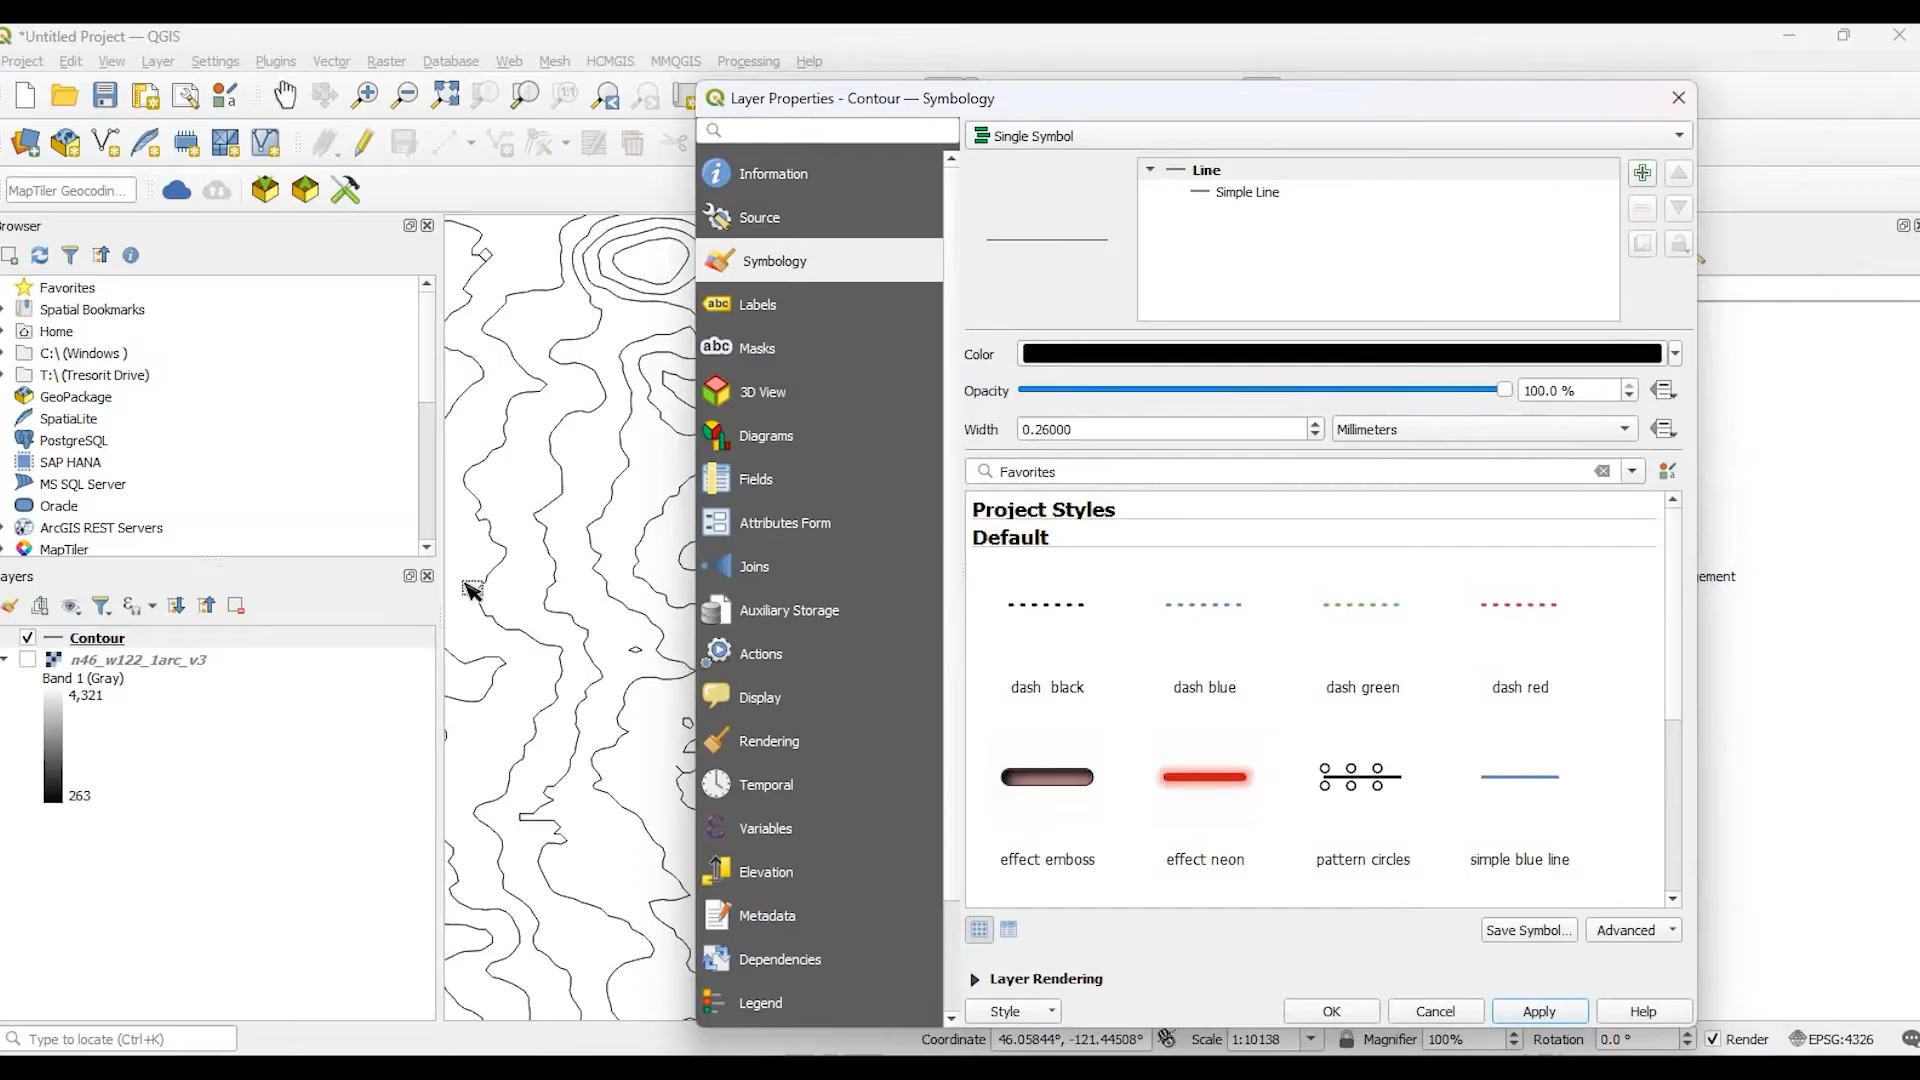 *Untitled Project — QGIS
Project Edit View Layer Settings Plugins Vector Raster Database Web Mesh HCMGIS MMQGIS Processing Help
MapTiler Geocodin...
rowser
Favorites
Spatial Bookmarks
Home
C:\ (Windows )
T:\ (Tresorit Drive)
GeoPackage
SpatiaLite
PostgreSQL
SAP HANA
MS SQL Server
Oracle
ArcGIS REST Servers
MapTiler
ayers
Contour
n46_w122_1arc_v3
Band 1 (Gray)
4,321
263
Type to locate (Ctrl+K)
Layer Properties - Contour — Symbology
Information
Source
Symbology
abc Labels
abc Masks
3D View
Diagrams
Fields
Attributes Form
Joins
Auxiliary Storage
Actions
Display
Rendering
Temporal
Variables
Elevation
Metadata
Dependencies
Legend
Single Symbol
Line
Simple Line
Color
Opacity 100.0 %
Width 0.26000 Millimeters
Favorites
Project Styles
Default
dash black dash blue dash green dash red
effect emboss effect neon pattern circles simple blue line
Save Symbol... Advanced
Layer Rendering
Style OK Cancel Apply Help
ement
Coordinate 46.05844°, -121.44508° Scale 1:10138 Magnifier 100% Rotation 0.0 ° Render EPSG:4326